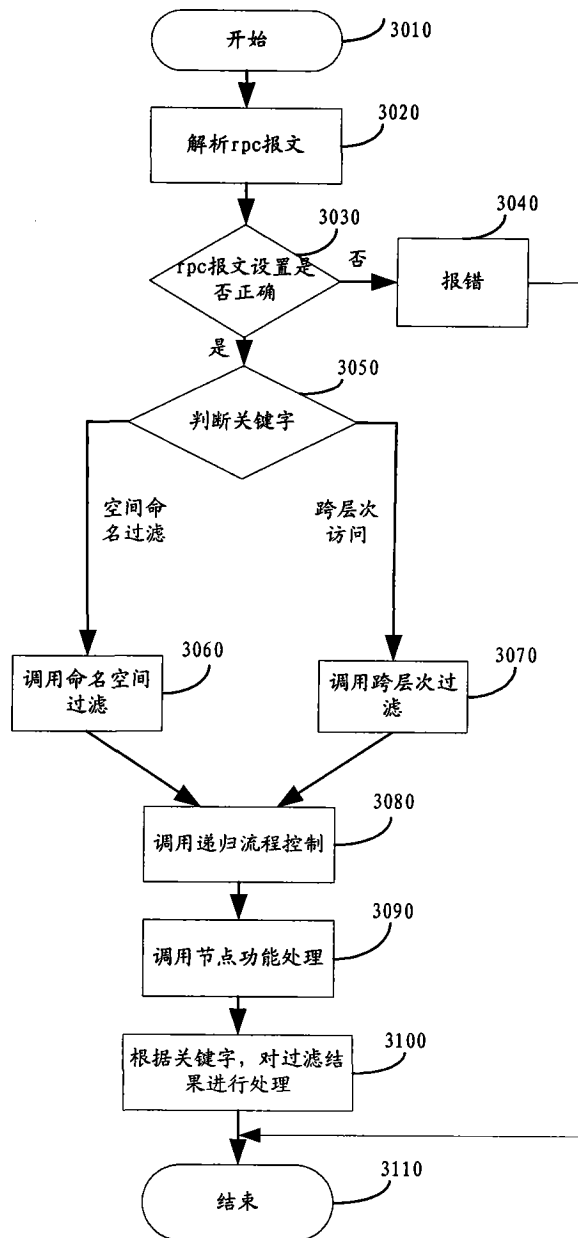 开始
3010
解析rpc报文
3020
rpc报文设置是
否正确
3030
否
报错
3040
是
判断关键字
3050
空间命
名过滤
跨层次
访问
调用命名空间
过滤
3060
调用跨层次过
滤
3070
调用递归流程控制
3080
调用节点功能处理
3090
根据关键字，对过滤结
果进行处理
3100
结束
3110